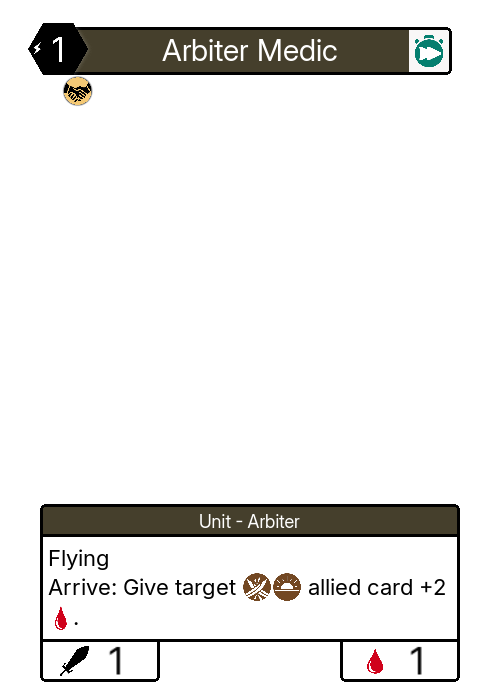 1
Arbiter Medic
Unit - Arbiter
Flying
Arrive: Give target allied card +2
.
1
1